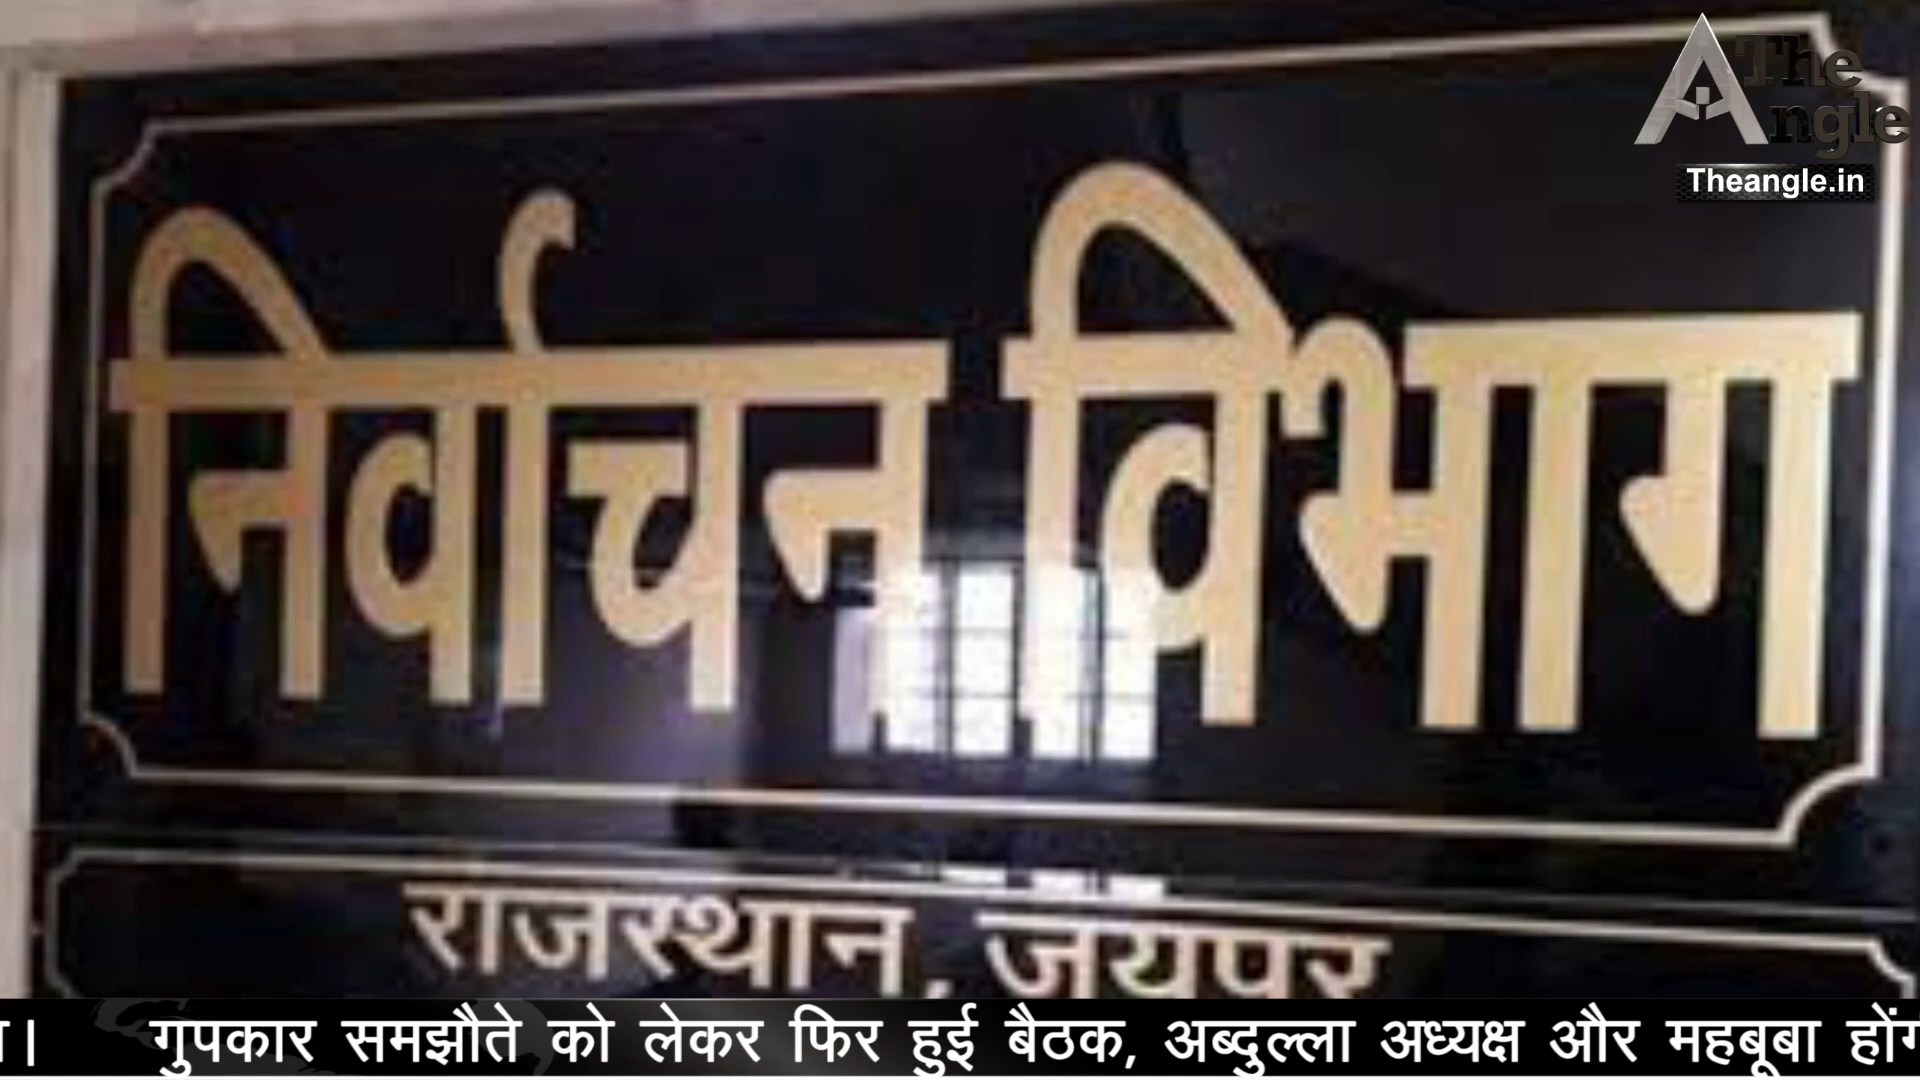 The
Angle
Theangle.in
निर्वाचन विभाग
राजस्थान, जयपुर
गुपकार समझौते को लेकर फिर हुई बैठक, अब्दुल्ला अध्यक्ष और महबूबा